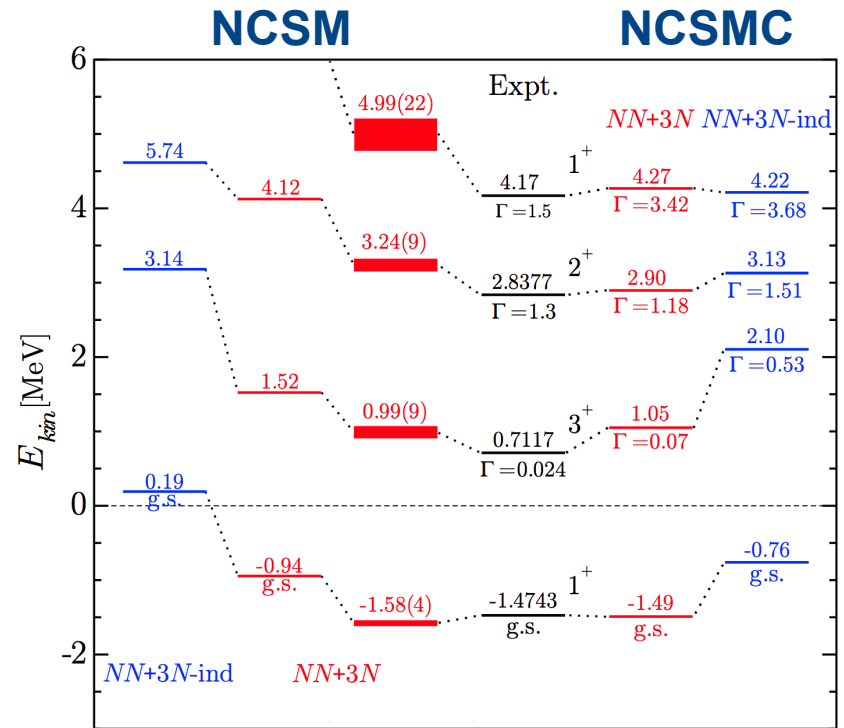 NCSM
NCSMC
6
4
2
0
-2
E_kin[MeV]
5.74
3.14
0.19
g.s.
NN+3N-ind
4.12
1.52
-0.94
g.s.
NN+3N
4.99(22)
3.24(9)
0.99(9)
-1.58(4)
Expt.
4.17
Γ=1.5
2.8377
Γ=1.3
0.7117
Γ=0.024
-1.4743
g.s.
1⁺
2⁺
3⁺
1⁺
NN+3N
4.27
Γ=3.42
2.90
Γ=1.18
1.05
Γ=0.07
-1.49
g.s.
NN+3N-ind
4.22
Γ=3.68
3.13
Γ=1.51
2.10
Γ=0.53
-0.76
g.s.